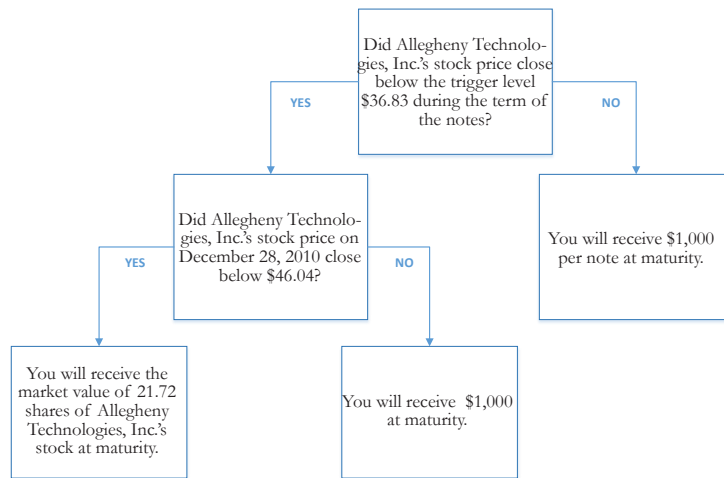 Did Allegheny Technolo-
gies, Inc.'s stock price close
below the trigger level
$36.83 during the term of
the notes?
YES
NO
Did Allegheny Technolo-
gies, Inc.'s stock price on
December 28, 2010 close
below $46.04?
You will receive $1,000
per note at maturity.
YES
NO
You will receive the
market value of 21.72
shares of Allegheny
Technologies, Inc.'s
stock at maturity.
You will receive $1,000
at maturity.